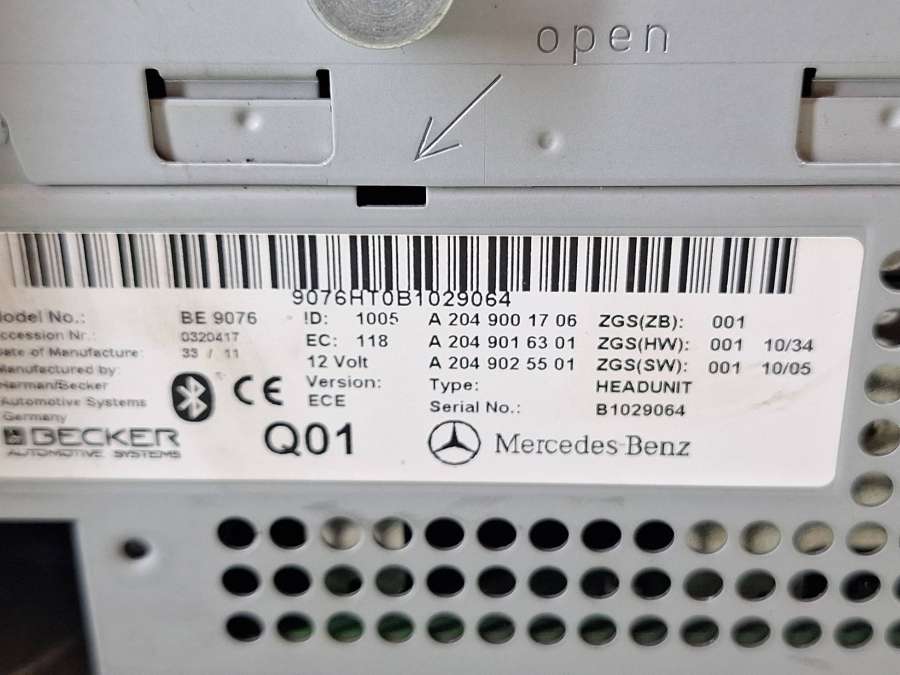 open
9076HT0B1029064
odel No.: BE 9076 ID: 1005 A 204 900 17 06 ZGS(ZB): 001
ccession Nr.: 0320417 EC: 118 A 204 901 63 01 ZGS(HW): 001 10/34
ate of Manufacture: 33 / 11 12 Volt A 204 902 55 01 ZGS(SW): 001 10/05
anufactured by: Version: Type: HEADUNIT
Harman/Becker ECE Serial No.: B1029064
Automotive Systems CE
Germany
BECKER Q01 Mercedes-Benz
AUTOMOTIVE SYSTEMS